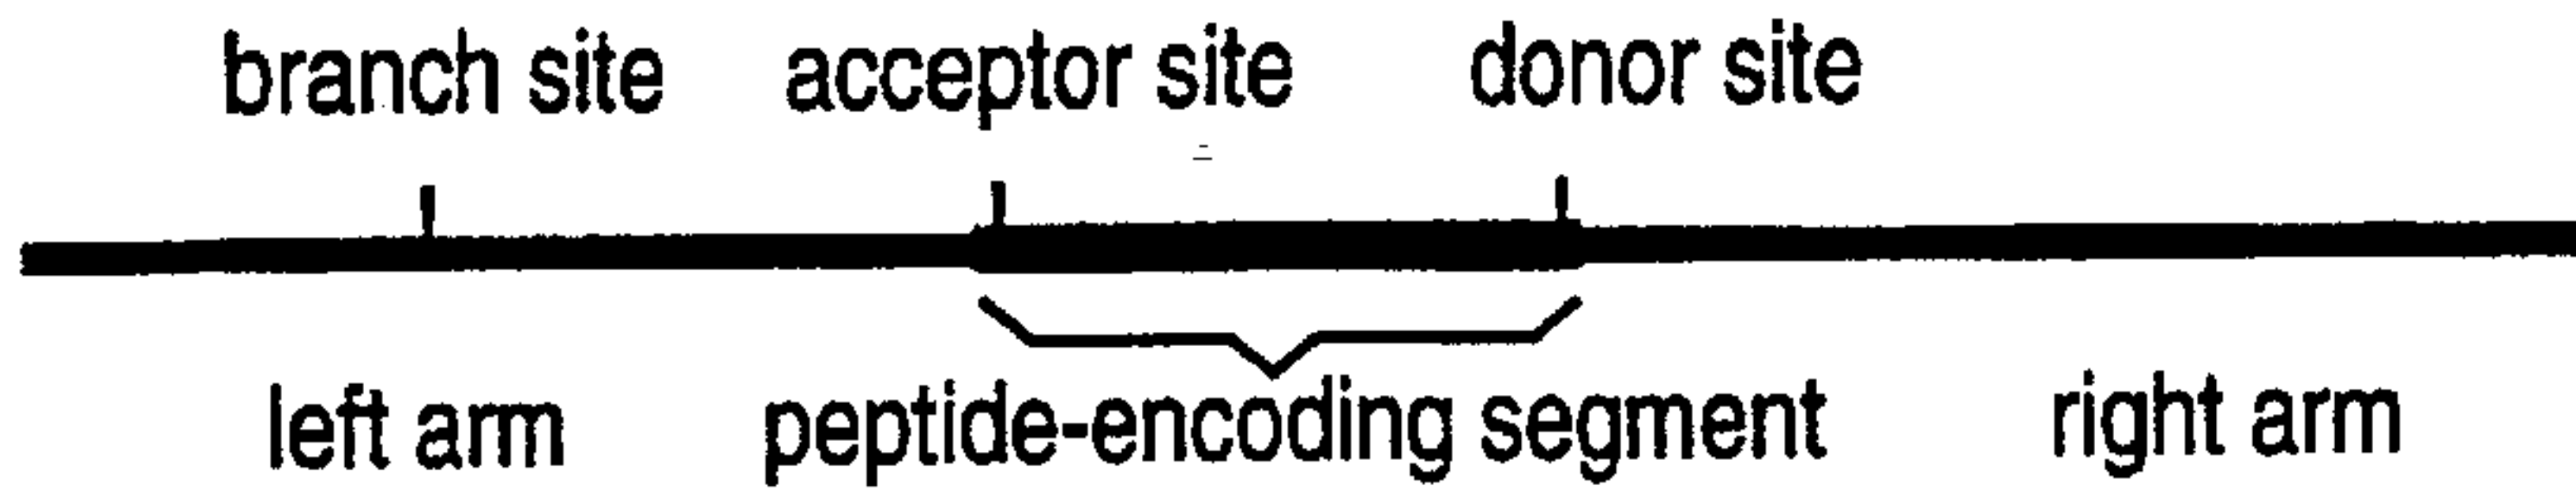 branch site acceptor site donor site
left arm peptide-encoding segment right arm